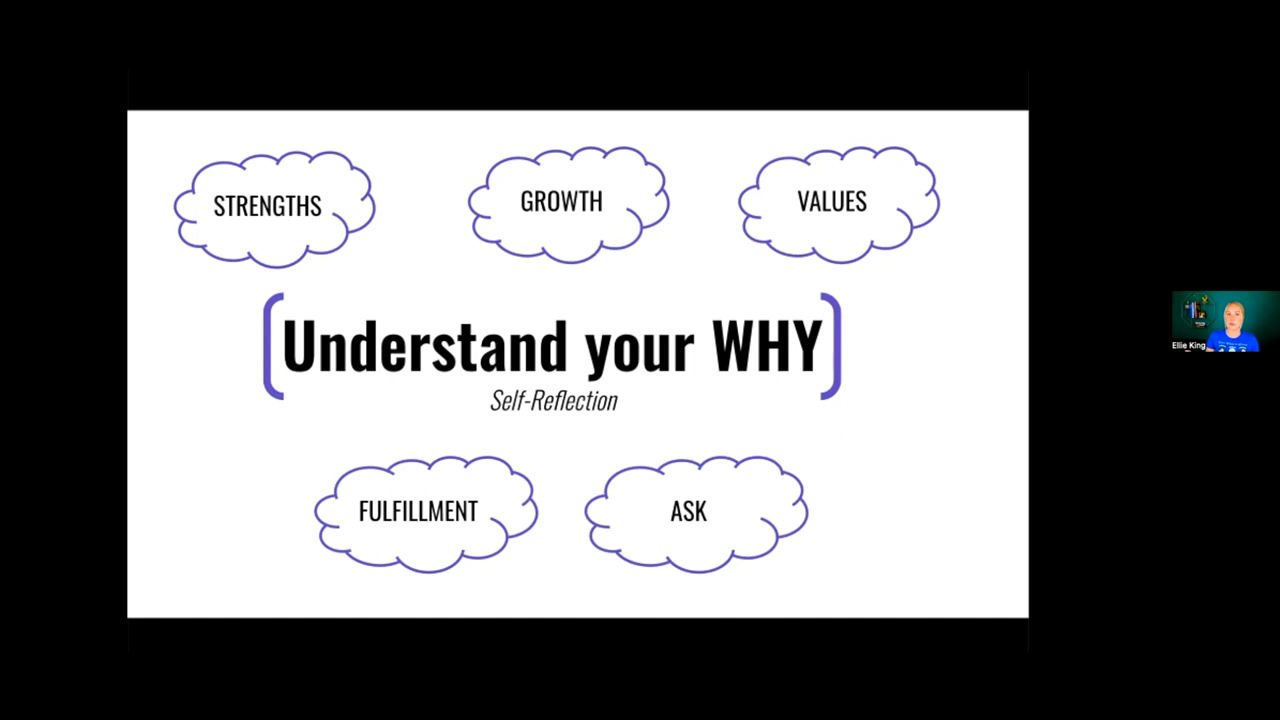 STRENGTHS
GROWTH
VALUES
Understand your WHY
Self-Reflection
FULFILLMENT
ASK
Ellie King